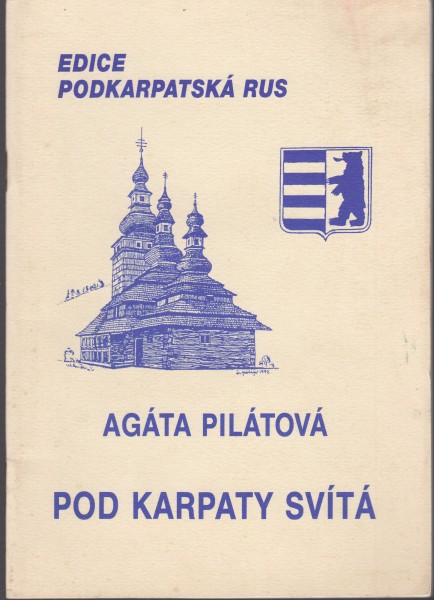 EDICE
PODKARPATSKÁ RUS
AGÁTA PILÁTOVÁ
POD KARPATY SVÍTÁ